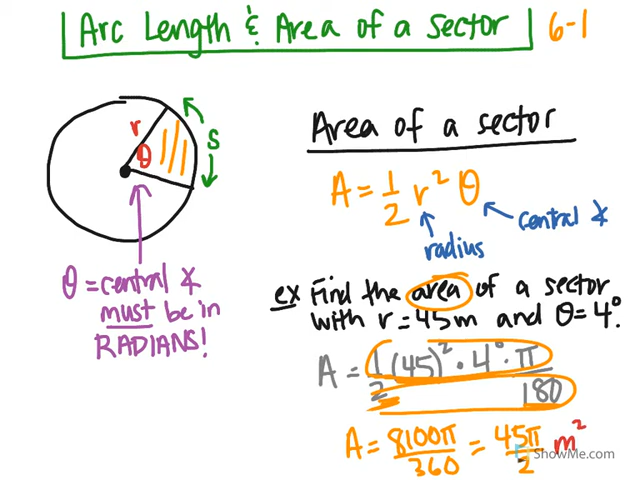 Arc Length & Area of a sector 6-1
r
θ
S
θ = central ∡
must be in
RADIANS!
Area of a sector
A = 1/2 r² θ
radius
central ∡
ex Find the area of a sector
with r = 45m and θ = 4°.
A = 1/2 (45)² · 4° · π/180
A = 8100π/360 = 45π/2 m²
ShowMe.com